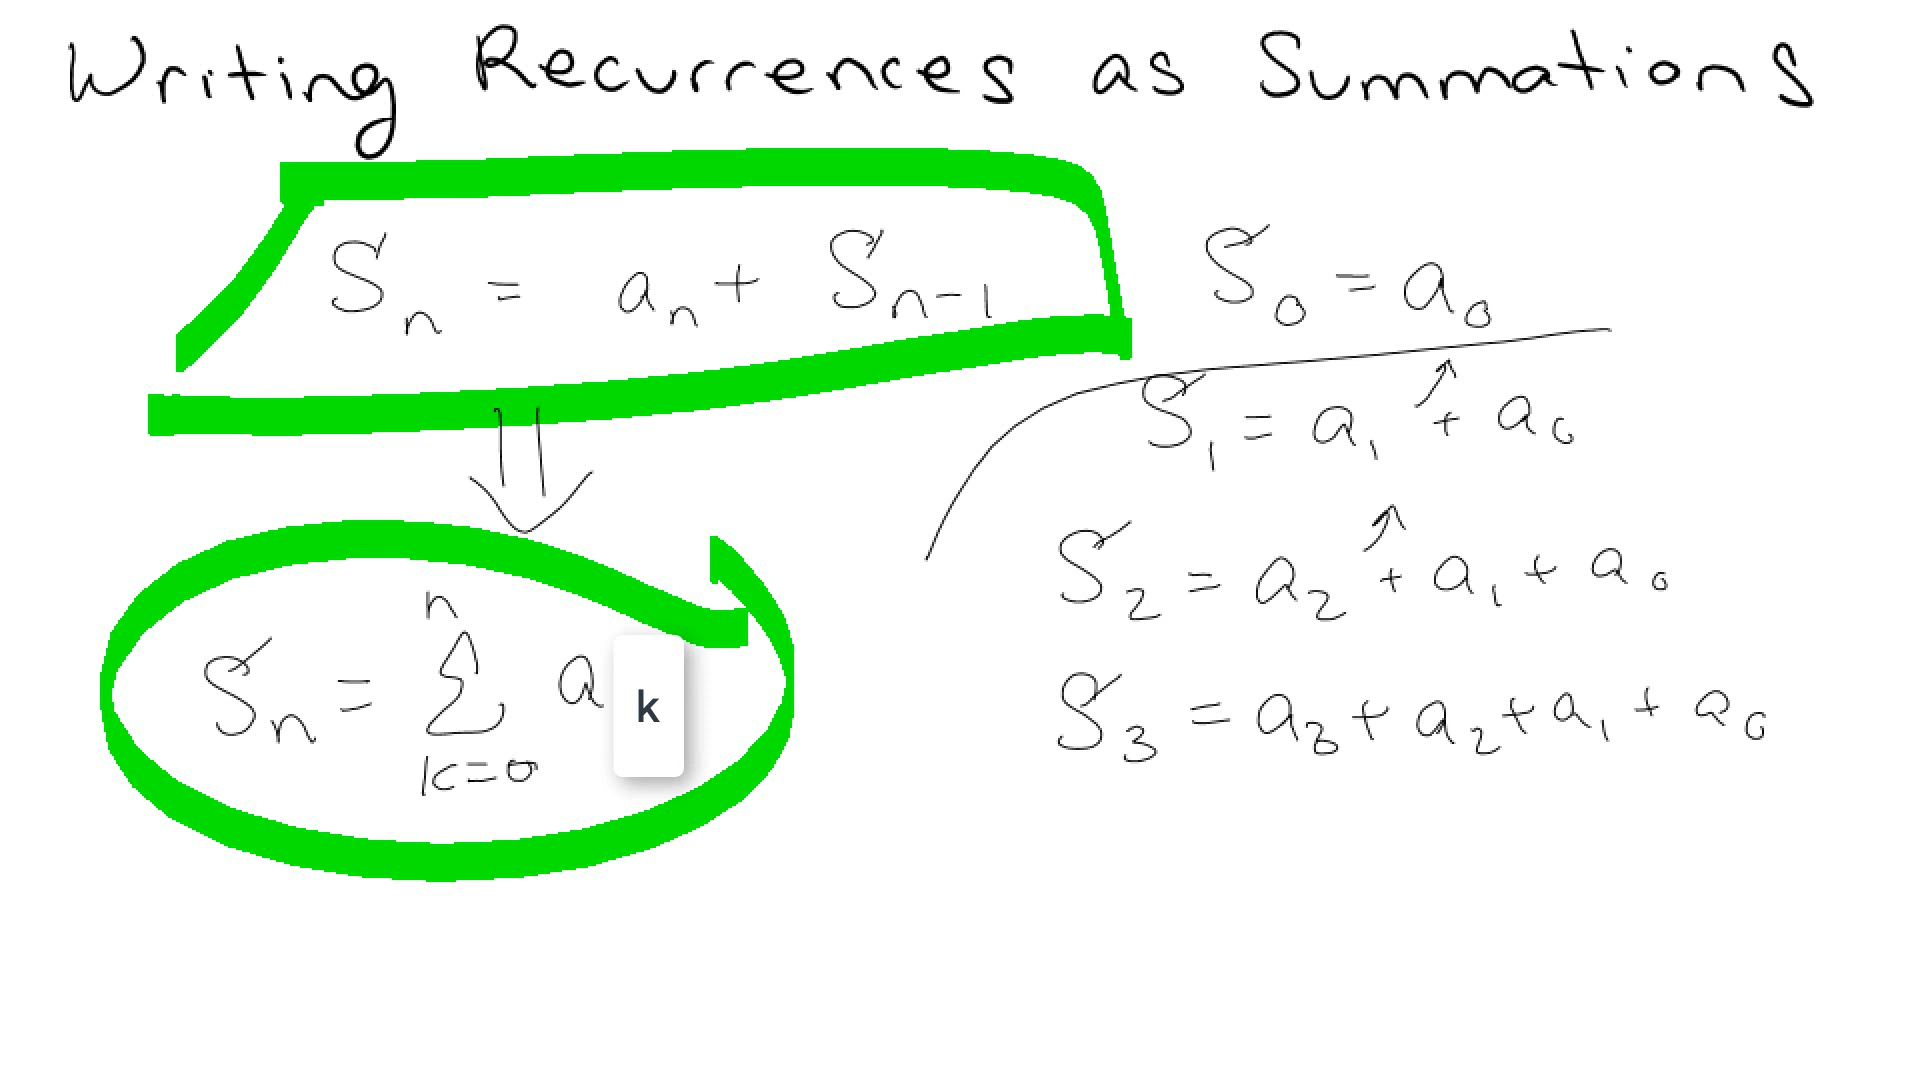 Writing Recurrences as Summations
Sₙ = aₙ + Sₙ₋₁
S₀ = a₀
S₁ = a₁ + a₀
S₂ = a₂ + a₁ + a₀
S₃ = a₃ + a₂ + a₁ + a₀
n
Sₙ = Σ a k
k=0